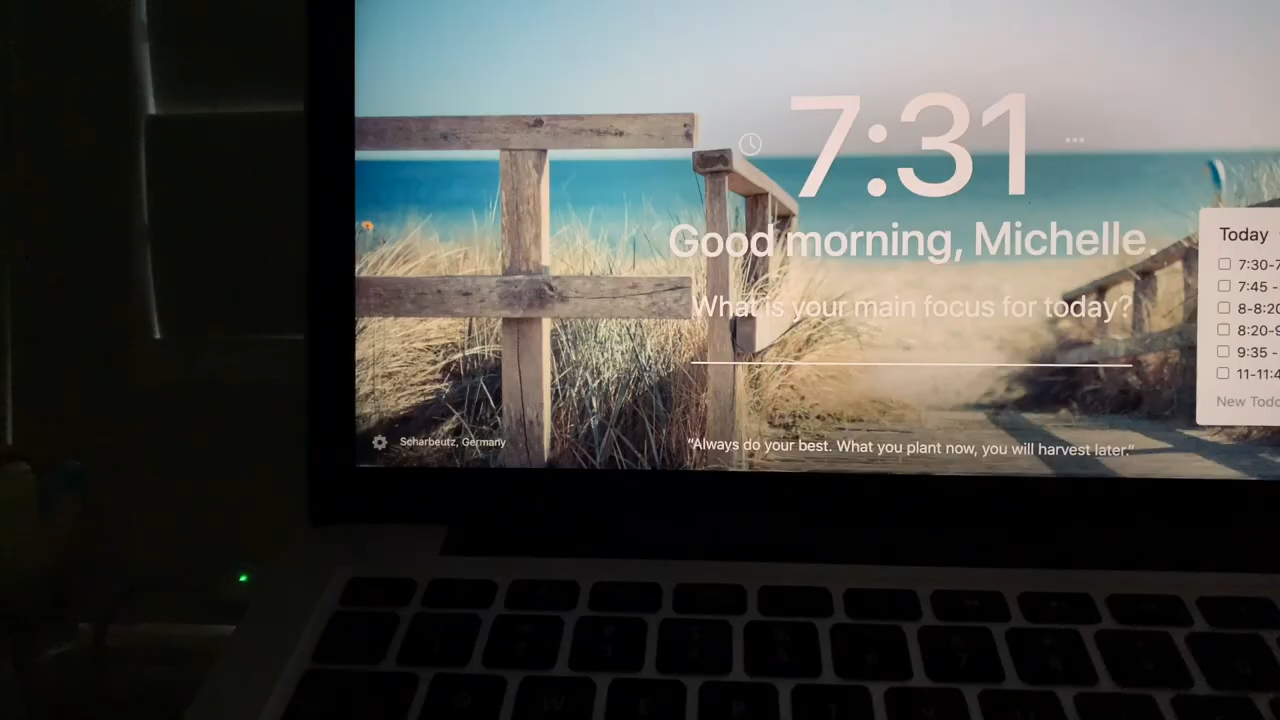 7:31
Good morning, Michelle.
What is your main focus for today?
Today
7:30-7
7:45 -
8-8:20
8:20-9
9:35 -
11-11:4
New Todo
Scharbeutz, Germany
“Always do your best. What you plant now, you will harvest later.”